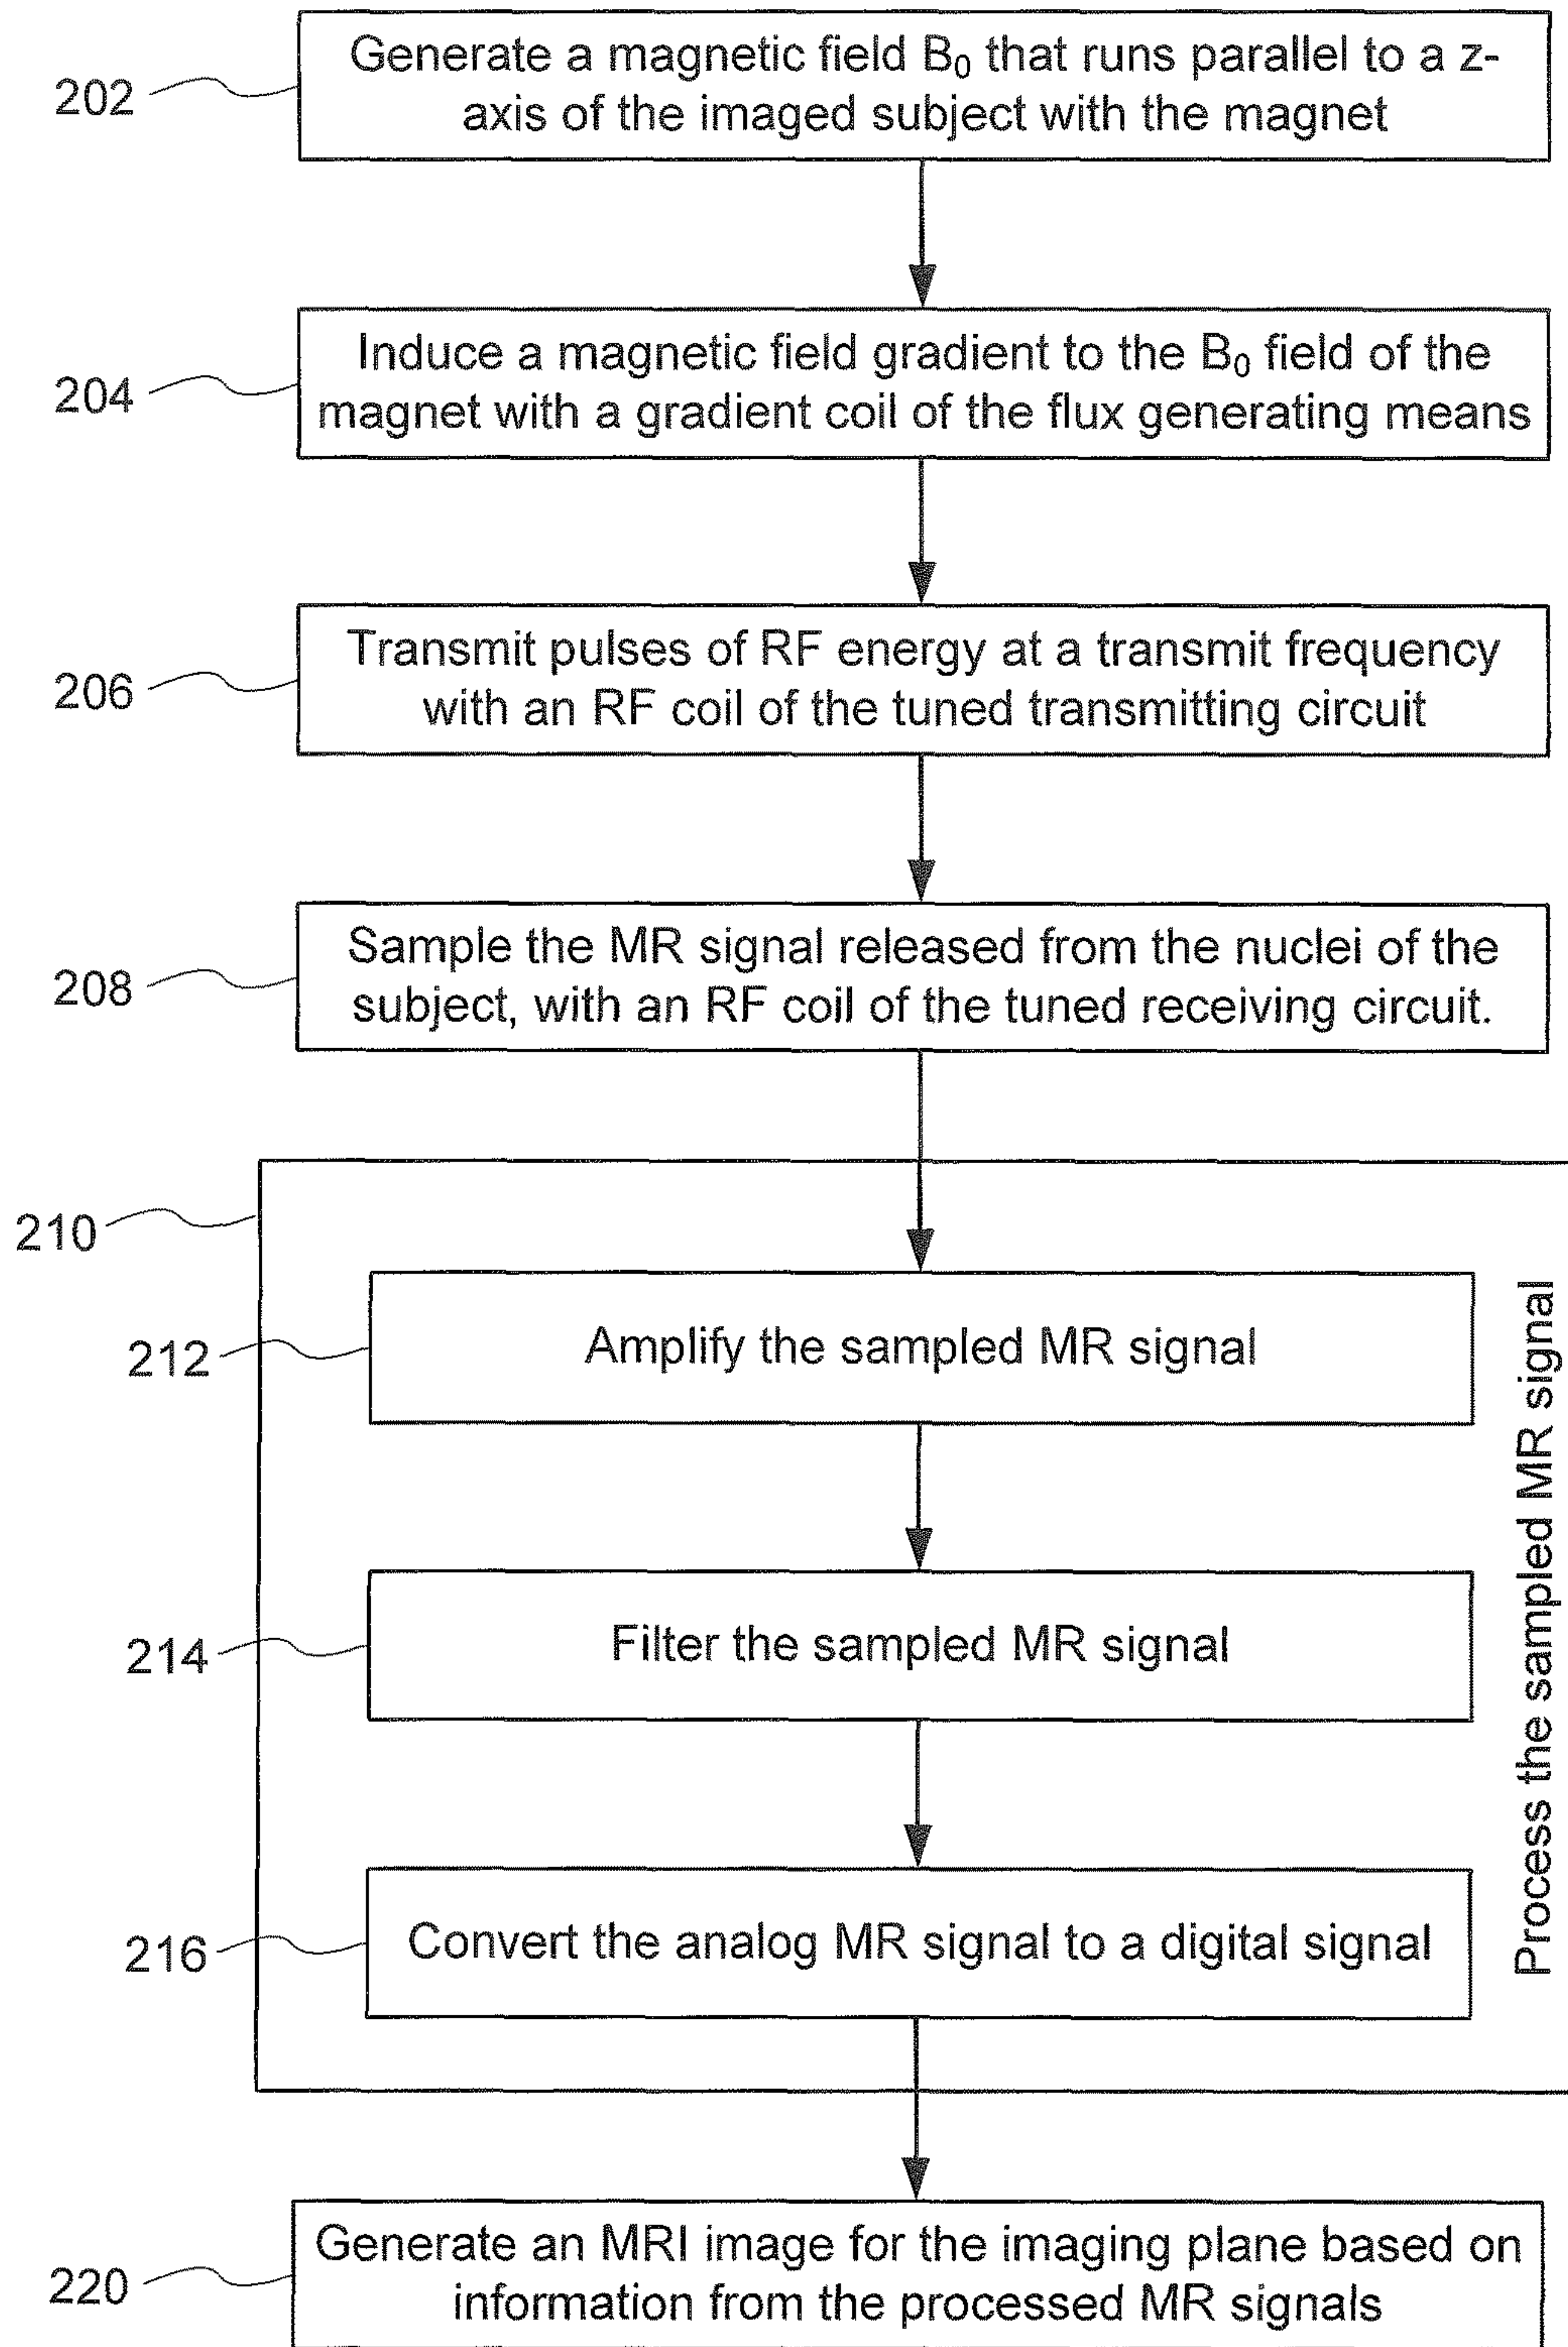 202
Generate a magnetic field B₀ that runs parallel to a z-
axis of the imaged subject with the magnet
204
Induce a magnetic field gradient to the B₀ field of the
magnet with a gradient coil of the flux generating means
206
Transmit pulses of RF energy at a transmit frequency
with an RF coil of the tuned transmitting circuit
208
Sample the MR signal released from the nuclei of the
subject, with an RF coil of the tuned receiving circuit.
210
Process the sampled MR signal
212
Amplify the sampled MR signal
214
Filter the sampled MR signal
216
Convert the analog MR signal to a digital signal
220
Generate an MRI image for the imaging plane based on
information from the processed MR signals